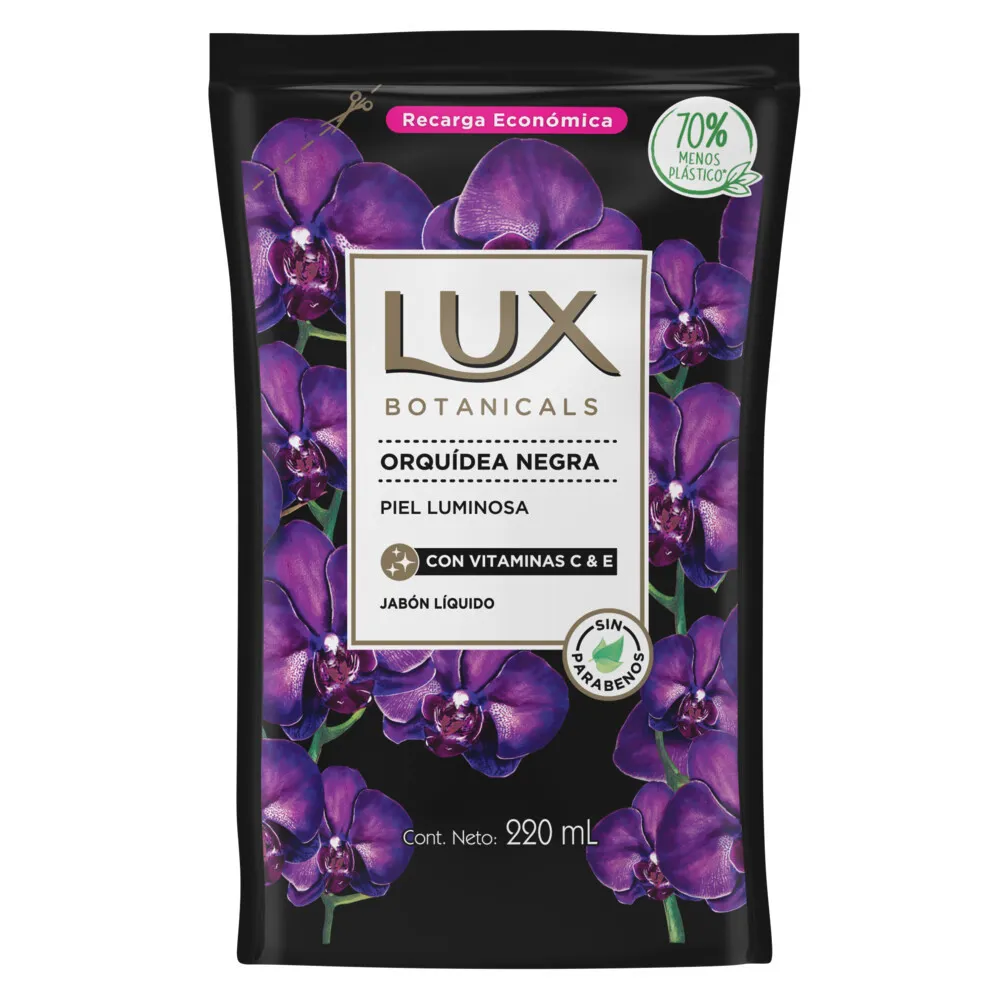 Recarga Económica
70%
MENOS
PLÁSTICO*
LUX
BOTANICALS
ORQUÍDEA NEGRA
PIEL LUMINOSA
CON VITAMINAS C & E
JABÓN LÍQUIDO
SIN
PARABENOS
Cont. Neto: 220 mL